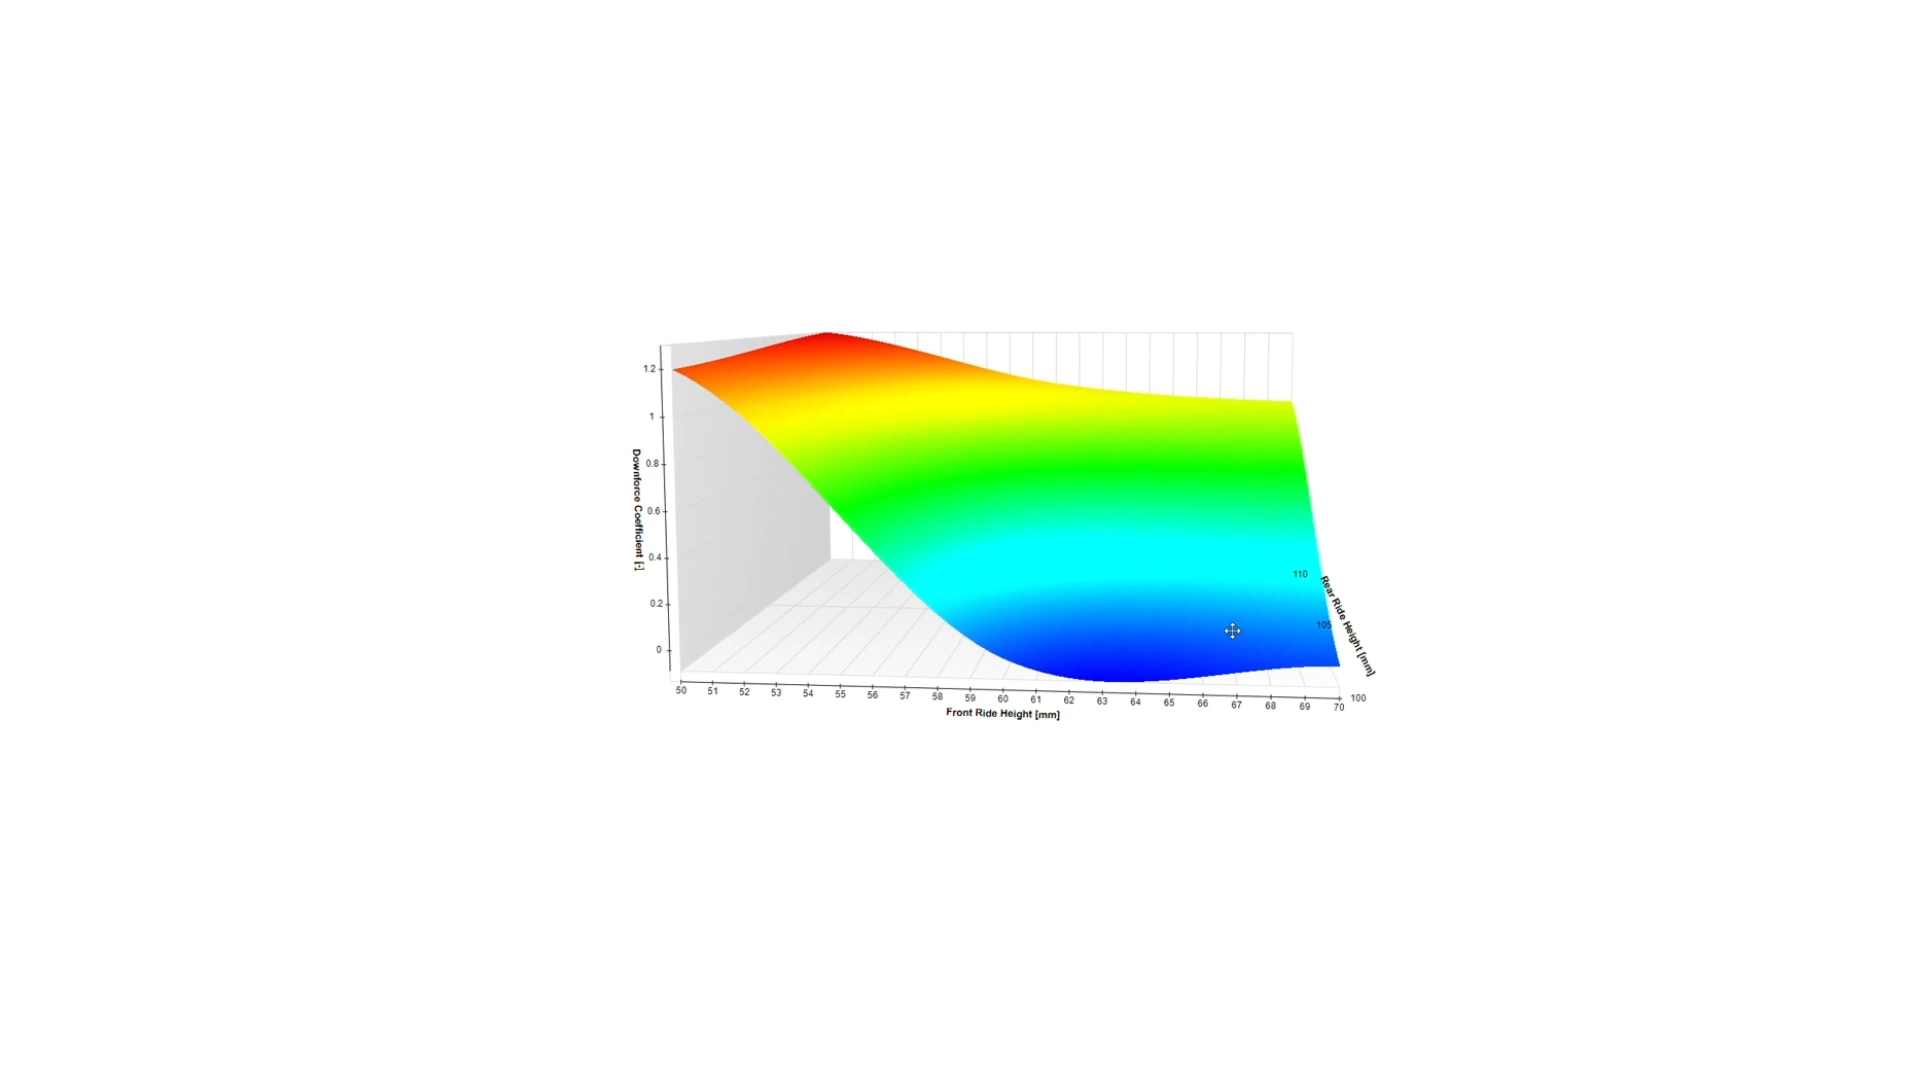 1.2
1
0.8
0.6
0.4
0.2
0
Downforce Coefficient [-]
50 51 52 53 54 55 56 57 58 59 60 61 62 63 64 65 66 67 68 69 70
Front Ride Height [mm]
110
105
100
Rear Ride Height [mm]